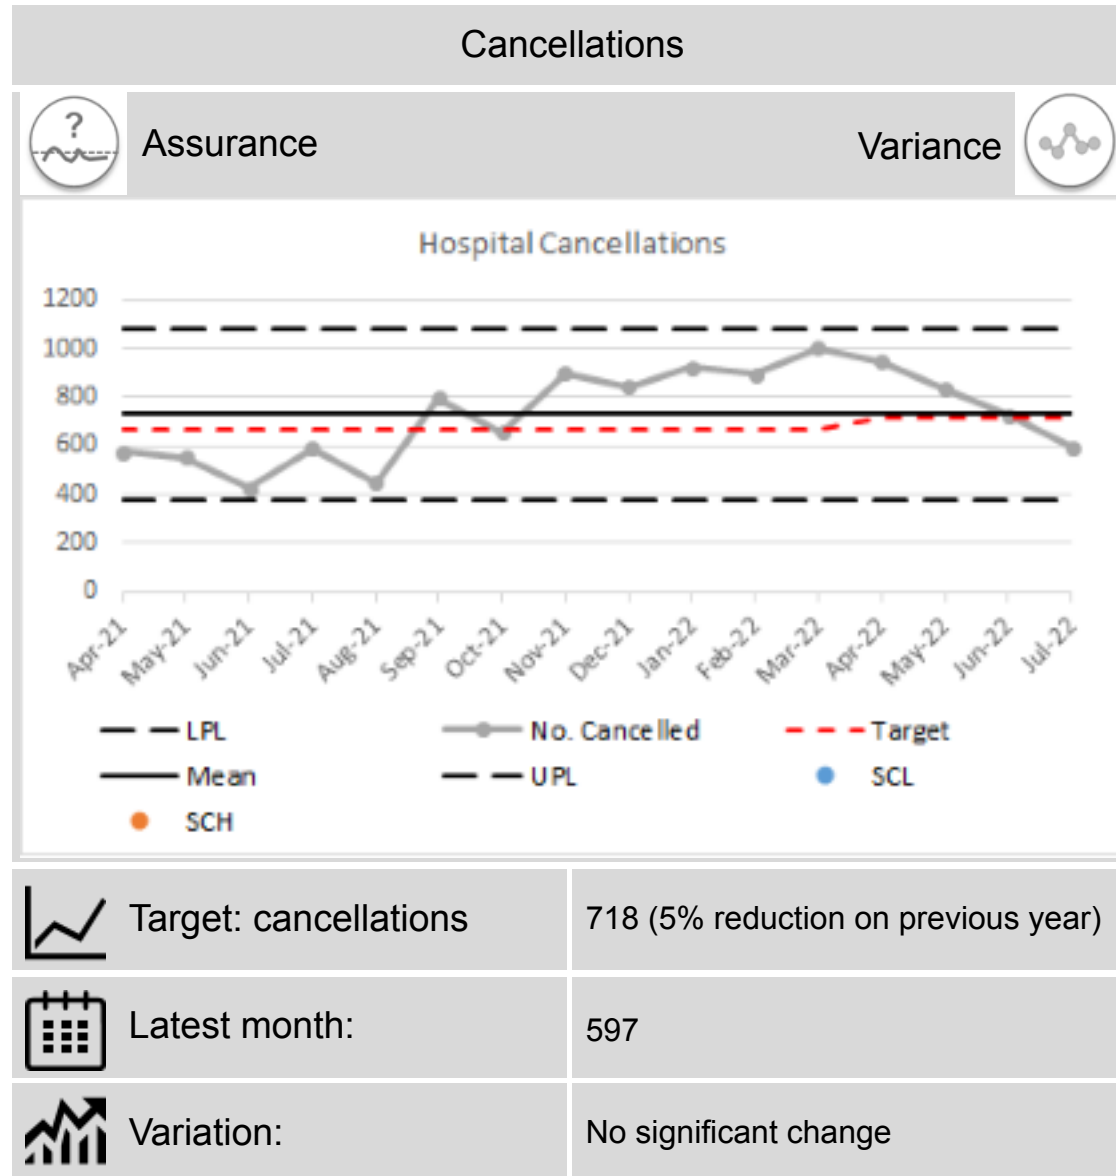 Cancellations
?
Assurance
Variance
Hospital Cancellations
1200
1000
800
600
400
200
0
Apr-21 May-21 Jun-21 Jul-21 Aug-21 Sep-21 Oct-21 Nov-21 Dec-21 Jan-22 Feb-22 Mar-22 Apr-22 May-22 Jun-22 Jul-22
LPL No. Cancelled Target
Mean UPL SCL
SCH
Target: cancellations 718 (5% reduction on previous year)
Latest month: 597
Variation: No significant change